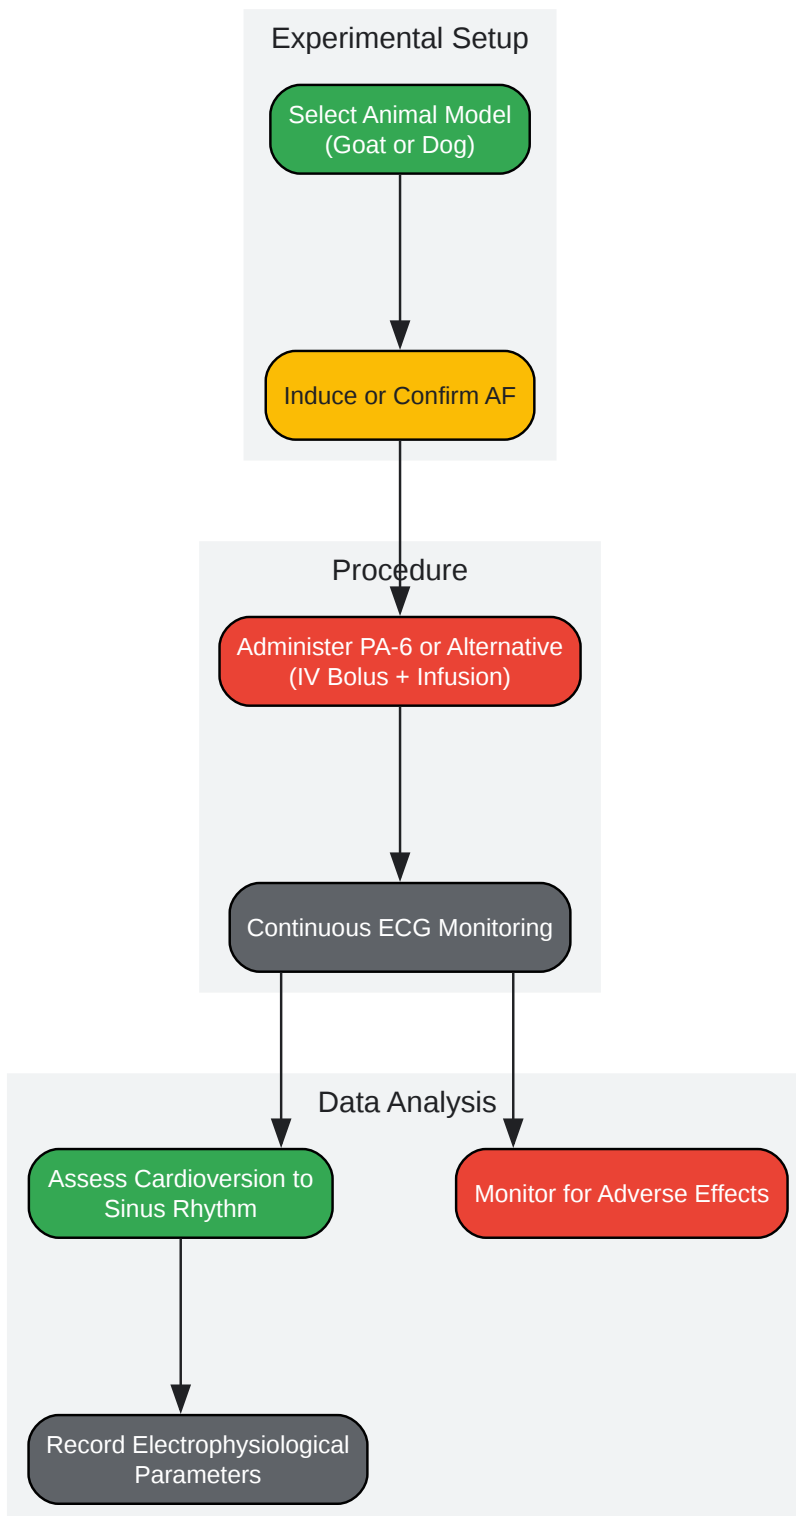 Experimental Setup
Select Animal Model
(Goat or Dog)
Induce or Confirm AF
Procedure
Administer PA-6 or Alternative
(IV Bolus + Infusion)
Continuous ECG Monitoring
Data Analysis
Assess Cardioversion to
Sinus Rhythm
Monitor for Adverse Effects
Record Electrophysiological
Parameters